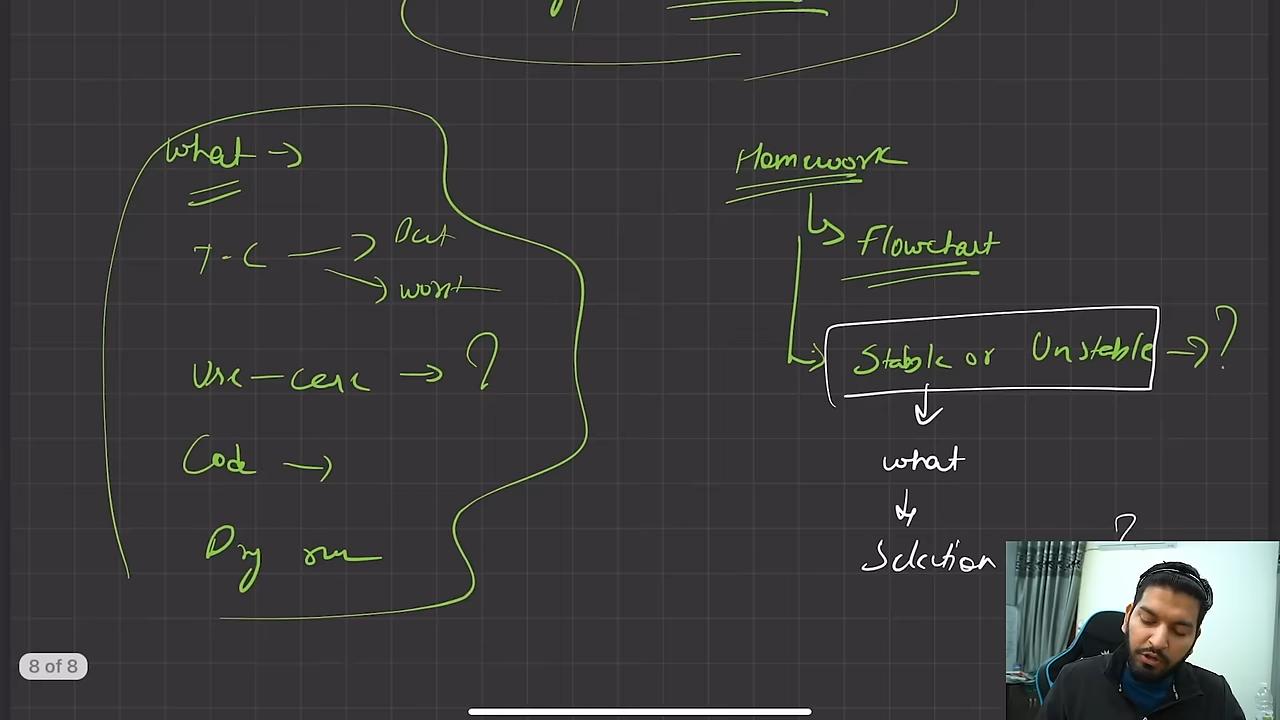 What →
T.C → Best
→ worst
Use-case → ?
Code →
Dry run
Homework
↳ Flowchart
→ Stable or Unstable → ?
what
Selection
?
8 of 8